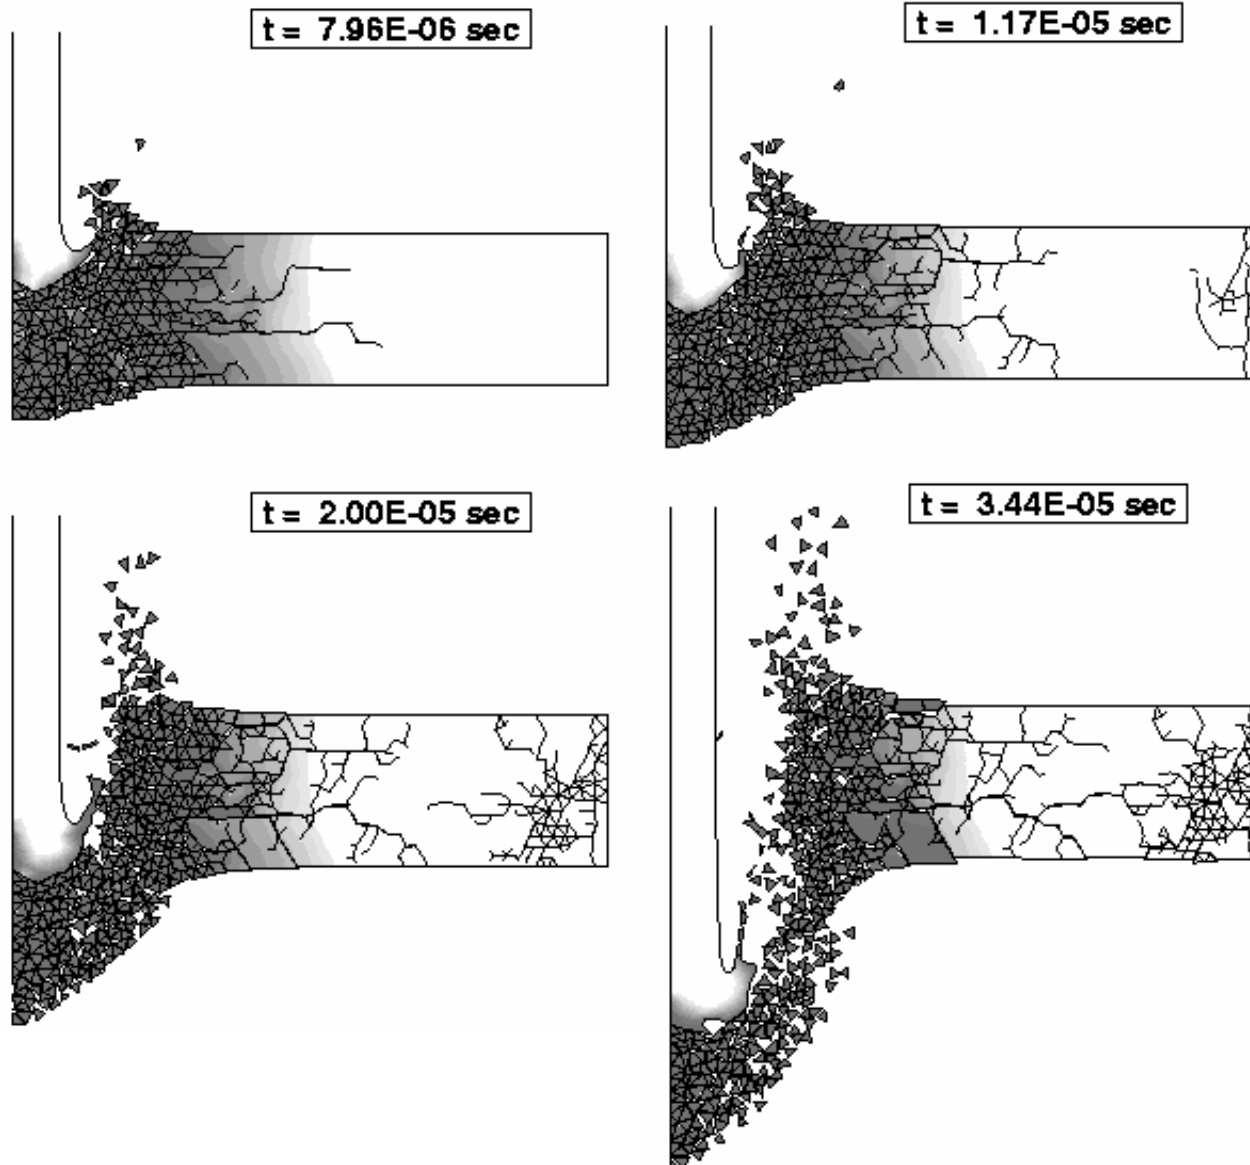 t = 7.96E-06 sec
t = 1.17E-05 sec
t = 2.00E-05 sec
t = 3.44E-05 sec